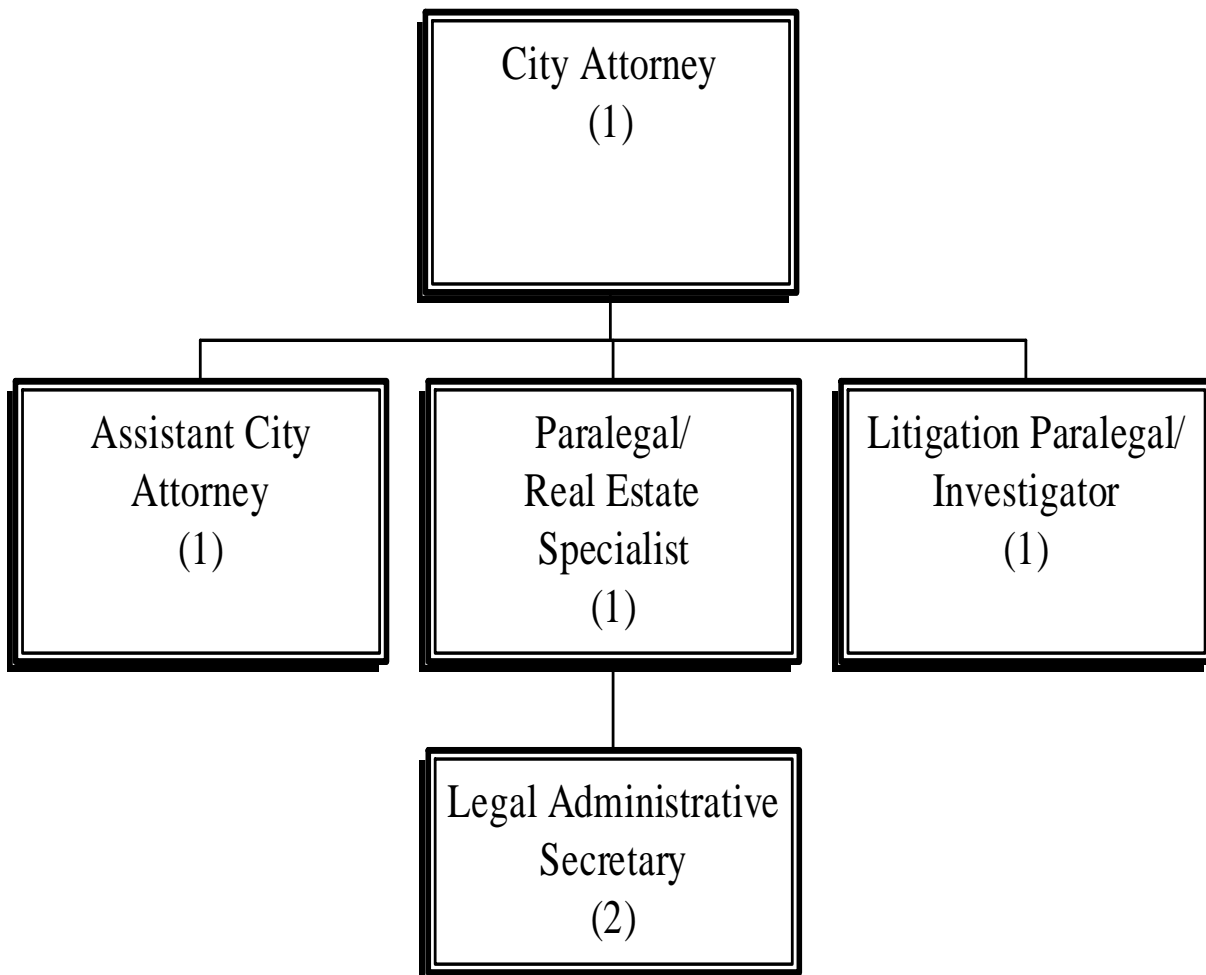 City Attorney
(1)
Assistant City
Attorney
(1)
Paralegal/
Real Estate
Specialist
(1)
Litigation Paralegal/
Investigator
(1)
Legal Administrative
Secretary
(2)